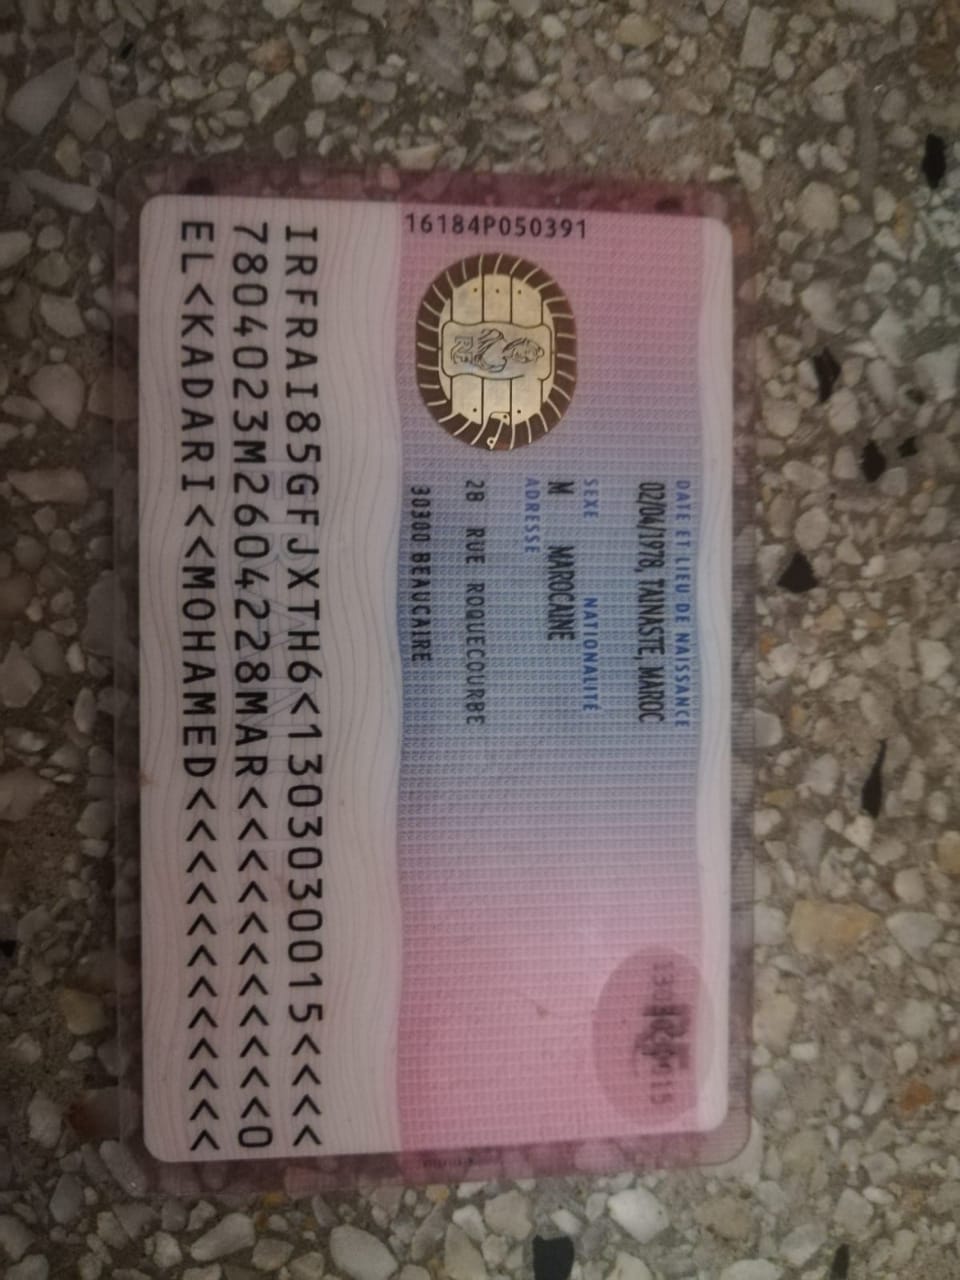 16184P050391
DATE ET LIEU DE NAISSANCE
02/04/1978, TAINASTE, MAROC
SEXE NATIONALITÉ
M MAROCAINE
ADRESSE
28 RUE ROQUECOURBE
30300 BEAUCAIRE
IRFRAI85GFJXTH6<1303030015<<<
7804023M2604228MAR<<<<<<<<<<<0
EL<KADARI<<MOHAMED<<<<<<<<<<<<